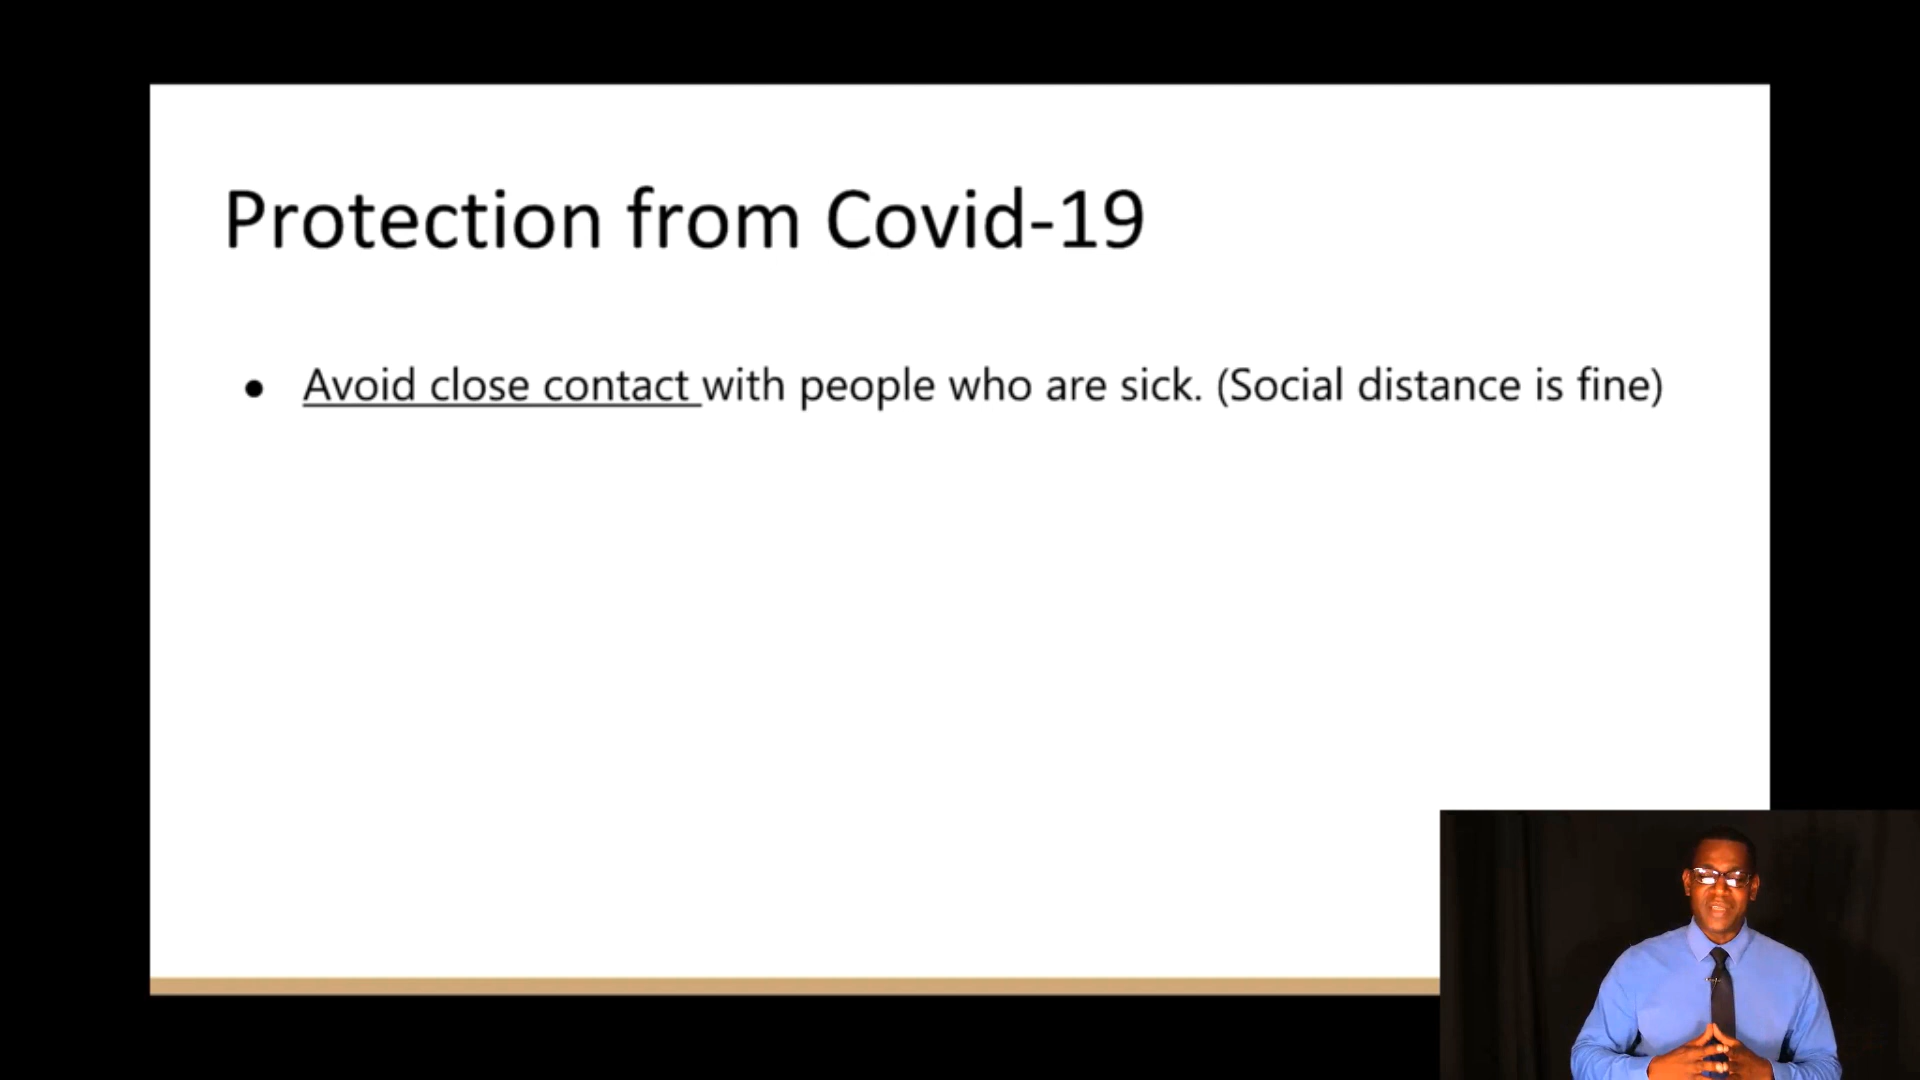 Protection from Covid-19
● Avoid close contact with people who are sick. (Social distance is fine)